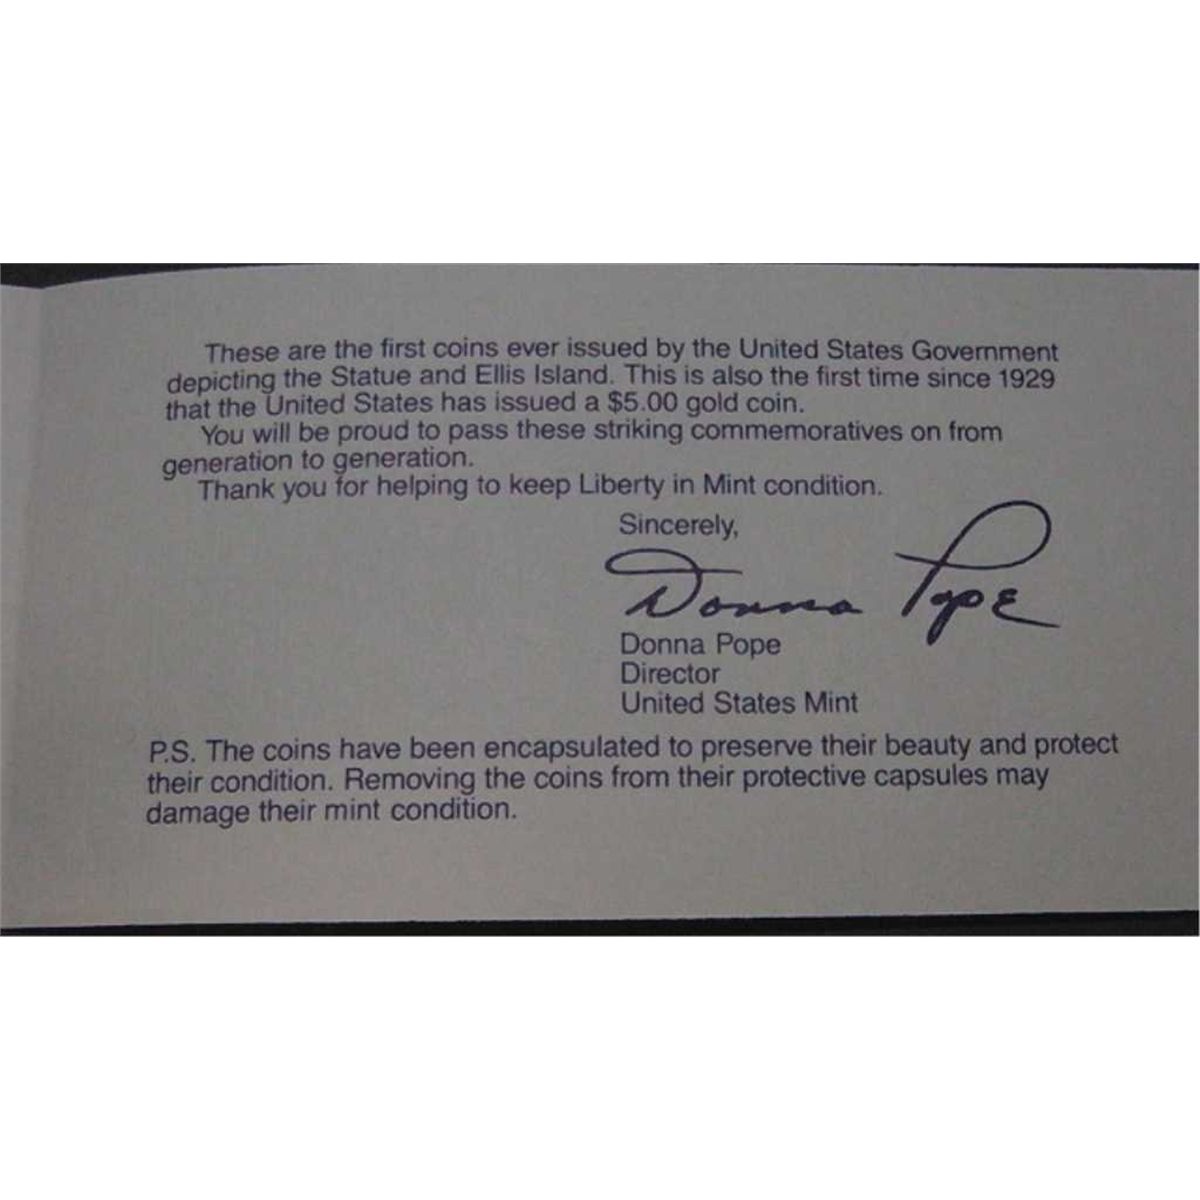 These are the first coins ever issued by the United States Government
depicting the Statue and Ellis Island. This is also the first time since 1929
that the United States has issued a $5.00 gold coin.
You will be proud to pass these striking commemoratives on from
generation to generation.
Thank you for helping to keep Liberty in Mint condition.
Sincerely,
Donna Pope
Donna Pope
Director
United States Mint
P.S. The coins have been encapsulated to preserve their beauty and protect
their condition. Removing the coins from their protective capsules may
damage their mint condition.